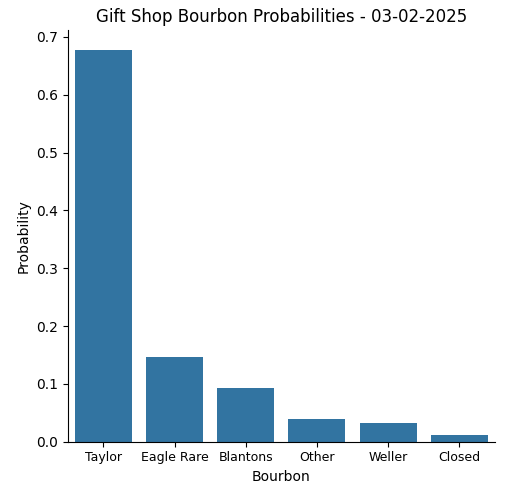 Gift Shop Bourbon Probabilities - 03-02-2025
0.7
0.6
0.5
0.4
0.3
0.2
0.1
0.0
Probability
Taylor Eagle Rare Blantons Other Weller Closed
Bourbon